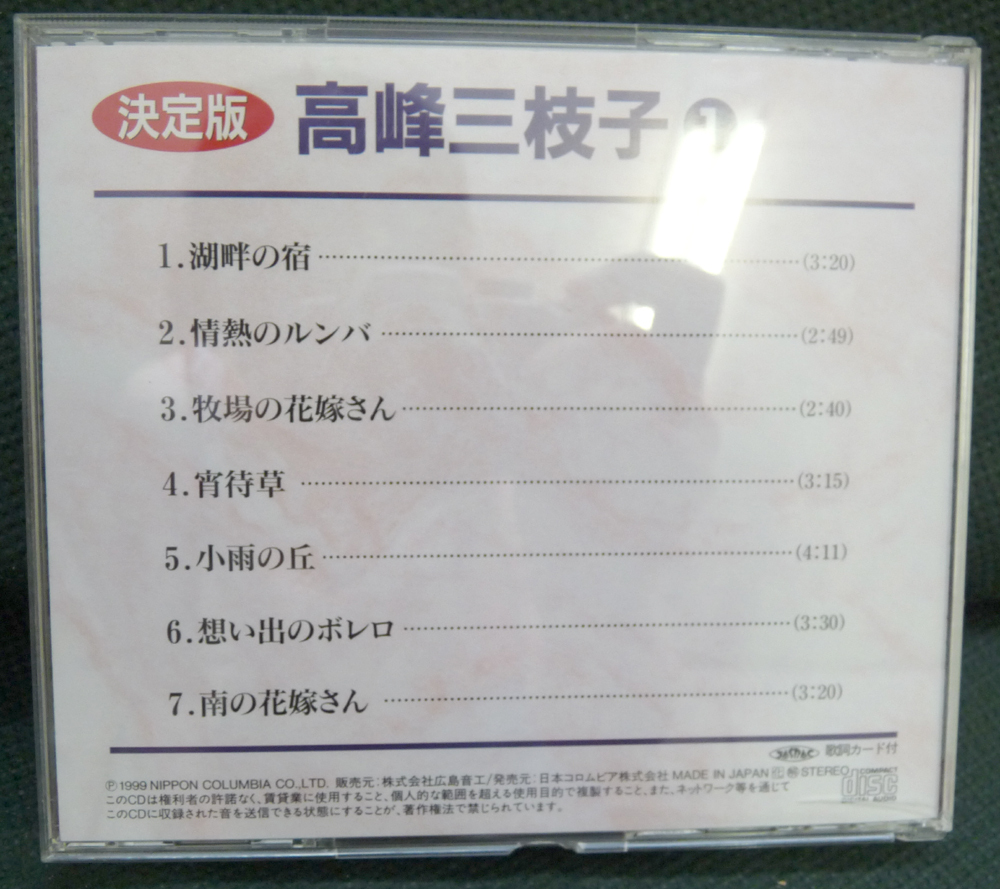 決定版 高峰三枝子 1
1.湖畔の宿 (3:20)
2.情熱のルンバ (2:49)
3.牧場の花嫁さん (2:40)
4.宵待草 (3:15)
5.小雨の丘 (4:11)
6.想い出のボレロ (3:30)
7.南の花嫁さん (3:20)
歌詞カード付
Ⓟ1999 NIPPON COLUMBIA CO.,LTD. 販売元:株式会社広島音工/発売元:日本コロムビア株式会社 MADE IN JAPAN STEREO
このCDは権利者の許諾なく、賃貸業に使用すること、個人的な範囲を超える使用目的で複製すること、また、ネットワーク等を通じて
このCDに収録された音を送信できる状態にすることが、著作権法で禁じられています。
COMPACT
disc
DIGITAL AUDIO